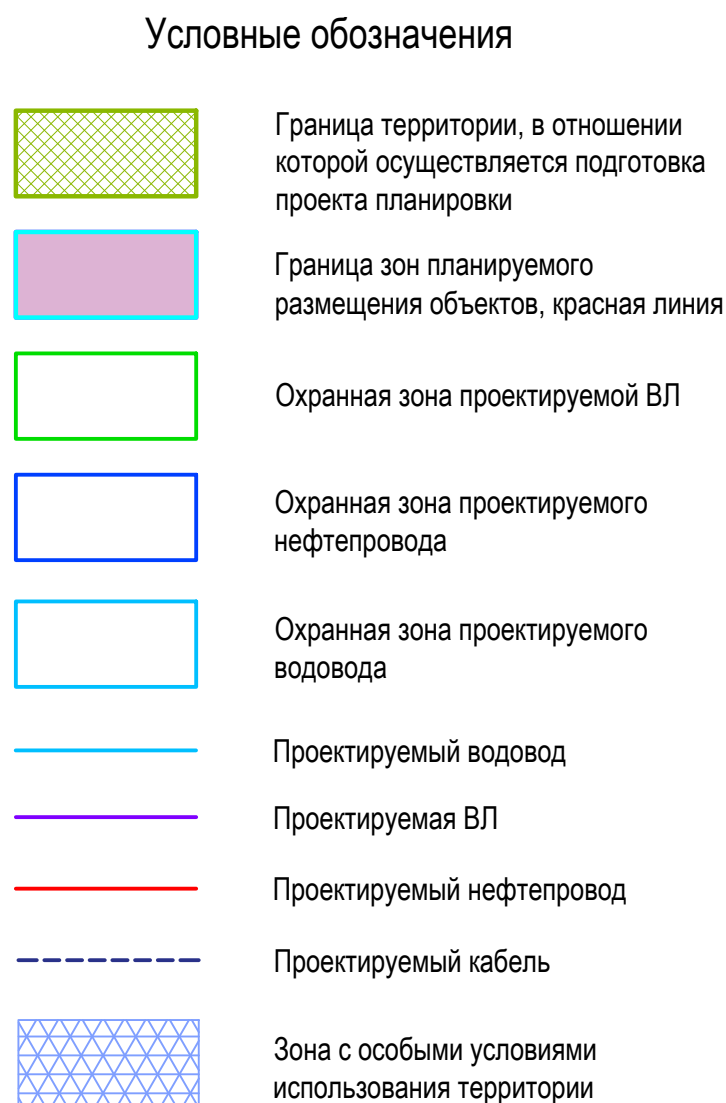 Условные обозначения
Граница территории, в отношении
которой осуществляется подготовка
проекта планировки
Граница зон планируемого
размещения объектов, красная линия
Охранная зона проектируемой ВЛ
Охранная зона проектируемого
нефтепровода
Охранная зона проектируемого
водовода
Проектируемый водовод
Проектируемая ВЛ
Проектируемый нефтепровод
Проектируемый кабель
Зона с особыми условиями
использования территории